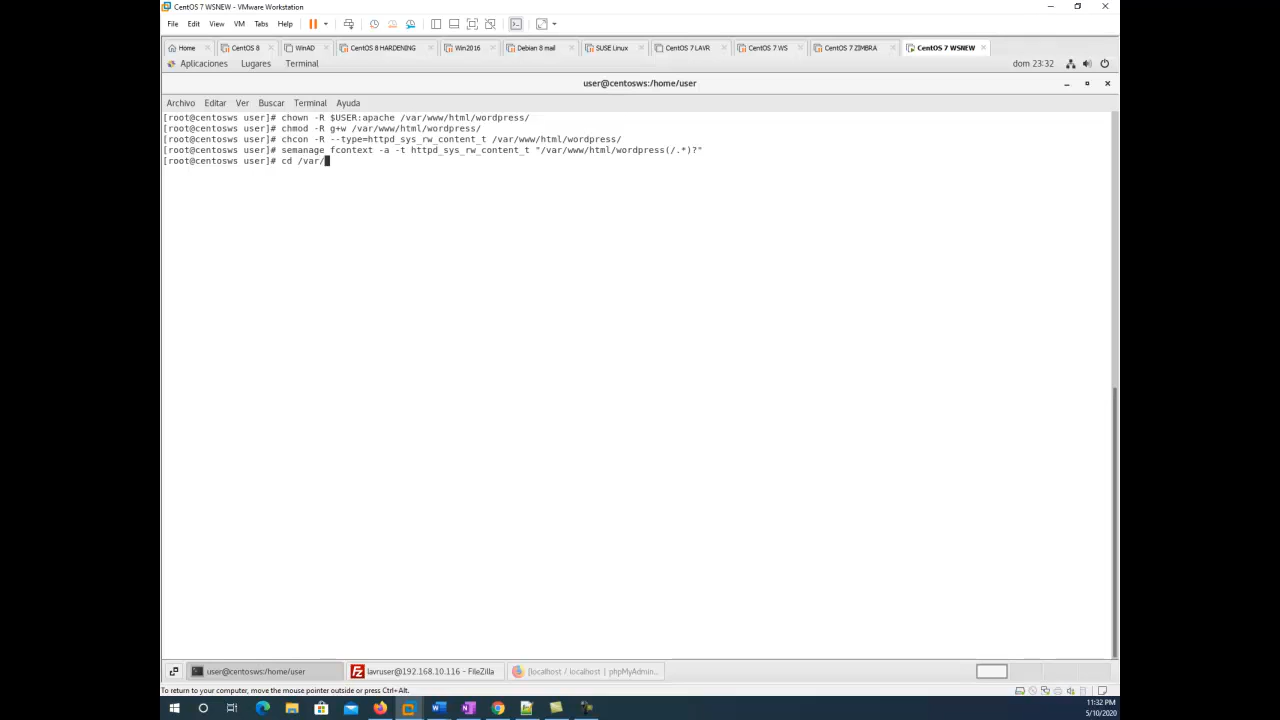 CentOS 7 WSNEW - VMware Workstation
File Edit View VM Tabs Help
Home CentOS 8 WinAD CentOS 8 HARDENING Win2016 Debian 8 mail SUSE Linux CentOS 7 LAVR CentOS 7 WS CentOS 7 ZIMBRA CentOS 7 WSNEW
Aplicaciones Lugares Terminal dom 23:32
user@centosws:/home/user
Archivo Editar Ver Buscar Terminal Ayuda
[root@centosws user]# chown -R $USER:apache /var/www/html/wordpress/
[root@centosws user]# chmod -R g+w /var/www/html/wordpress/
[root@centosws user]# chcon -R --type=httpd_sys_rw_content_t /var/www/html/wordpress/
[root@centosws user]# semanage fcontext -a -t httpd_sys_rw_content_t "/var/www/html/wordpress(/.*)?"
[root@centosws user]# cd /var/
user@centosws:/home/user lavruser@192.168.10.116 - FileZilla [localhost / localhost | phpMyAdmin...
To return to your computer, move the mouse pointer outside or press Ctrl+Alt.
11:32 PM
5/10/2020